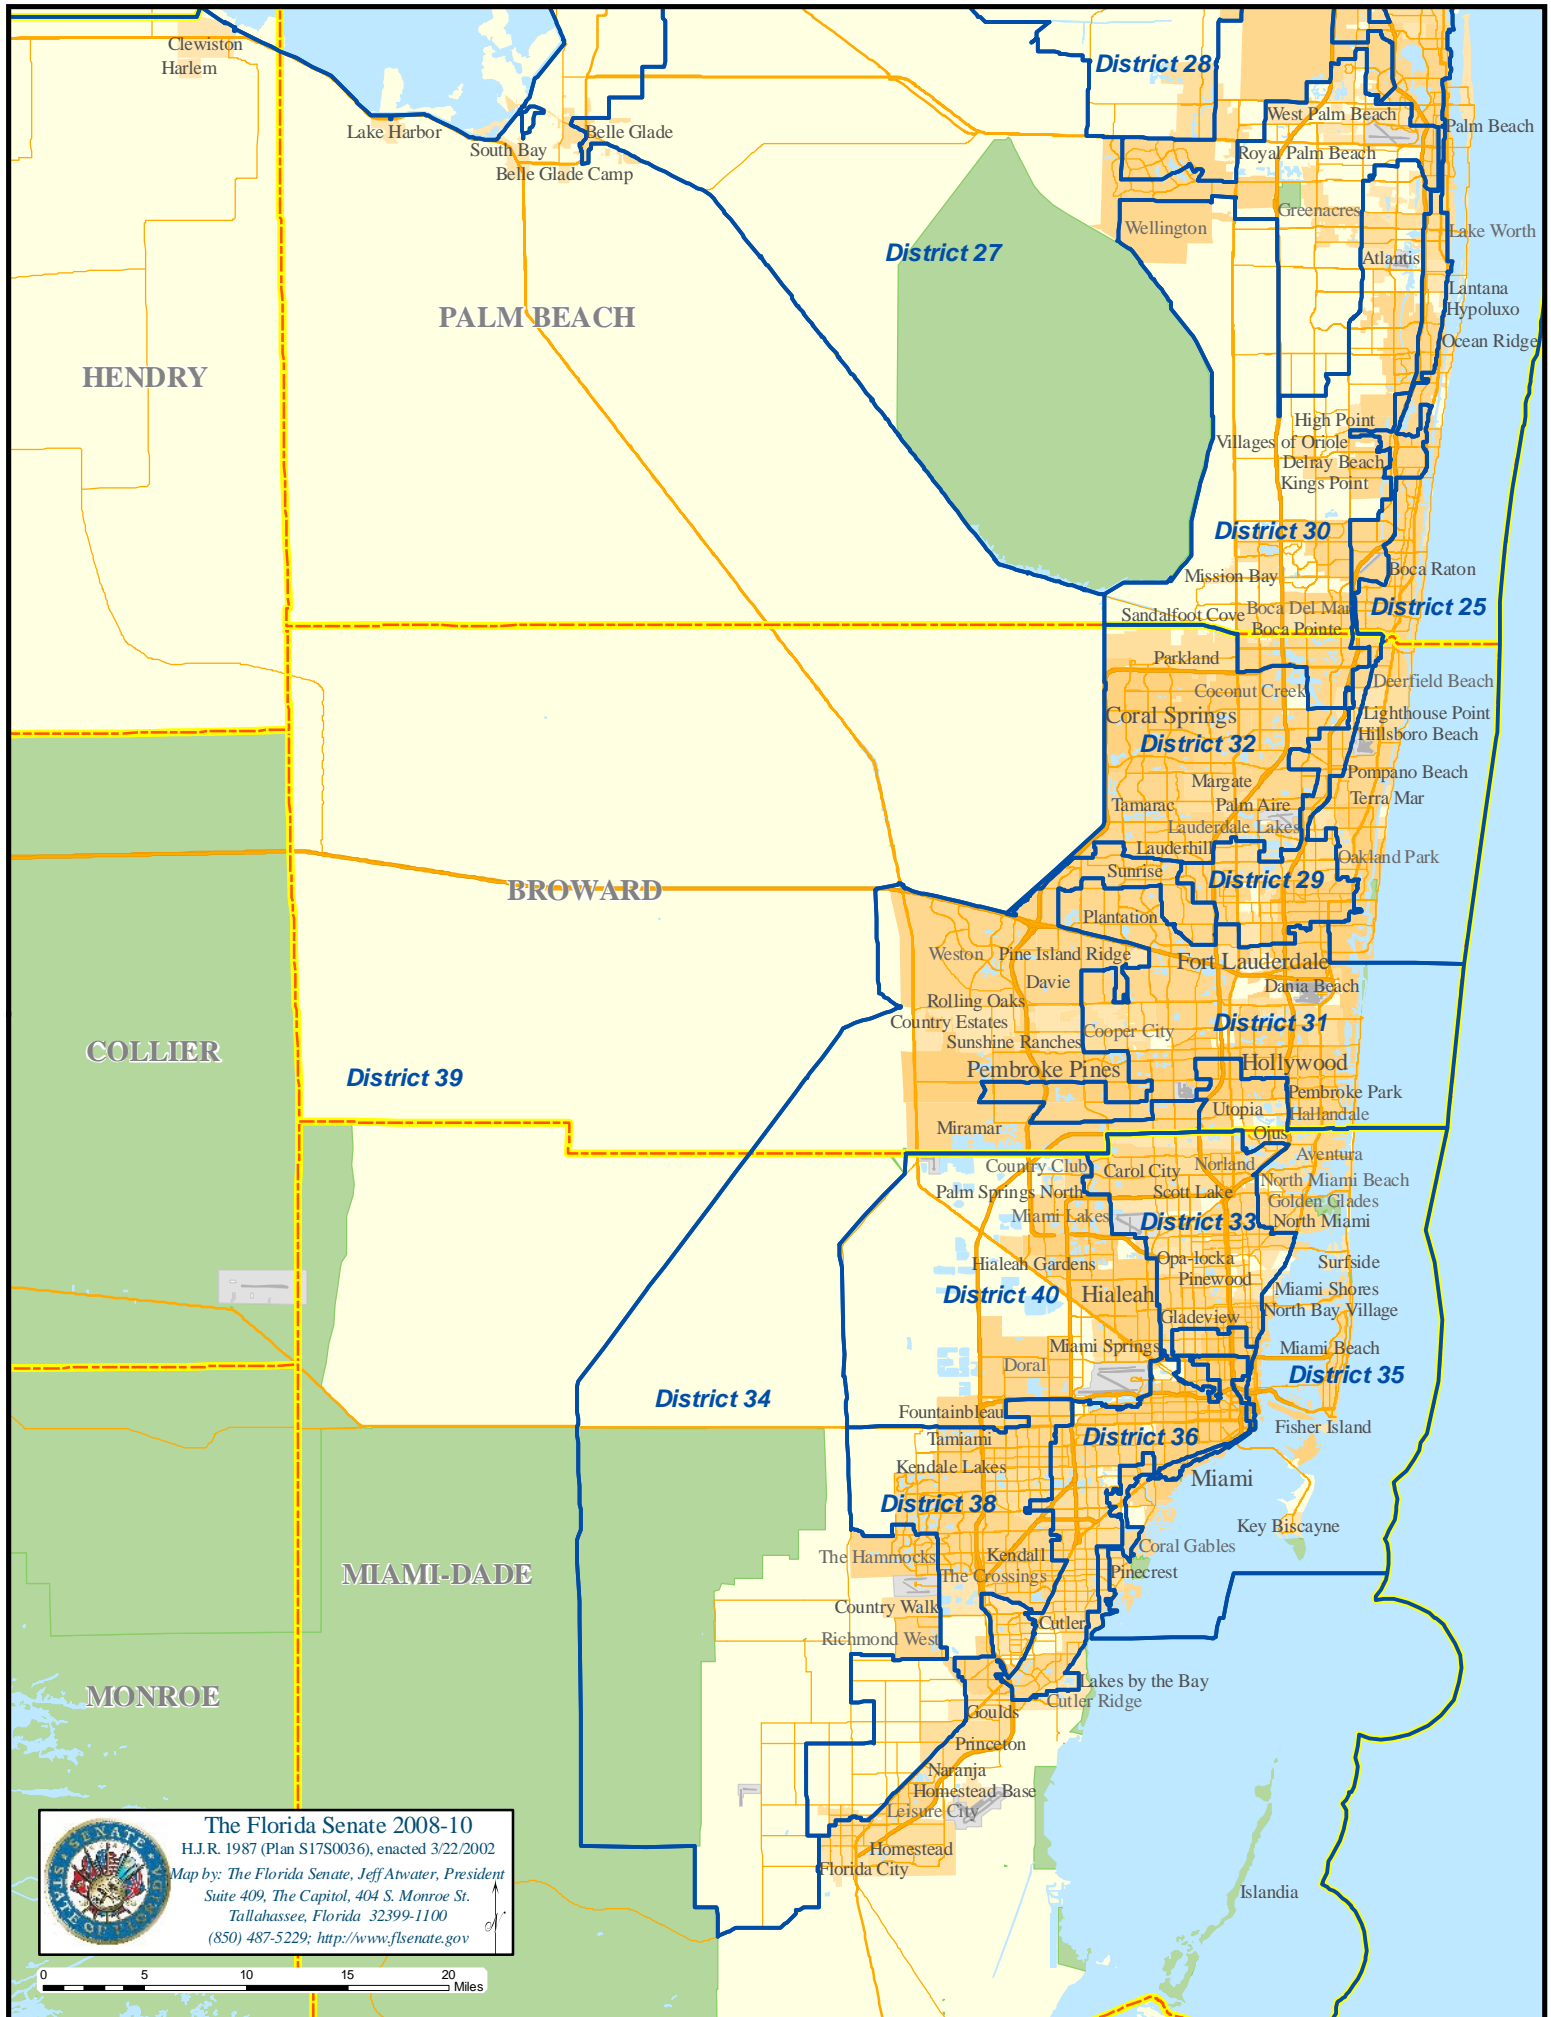 Clewiston
Harlem
Lake Harbor
South Bay
Belle Glade
Belle Glade Camp
District 28
West Palm Beach
Palm Beach
Royal Palm Beach
Greenacres
Wellington
Lake Worth
District 27
Atlantis
Lantana
Hypoluxo
Ocean Ridge
PALM BEACH
HENDRY
High Point
Villages of Oriole
Delray Beach
Kings Point
District 30
Mission Bay
Boca Raton
Sandalfoot Cove
Boca Del Mar
District 25
Boca Pointe
Parkland
Coconut Creek
Deerfield Beach
Coral Springs
Lighthouse Point
Hillsboro Beach
District 32
Margate
Pompano Beach
Tamarac
Palm Aire
Terra Mar
Lauderdale Lakes
Lauderhill
Oakland Park
Sunrise
District 29
BROWARD
Plantation
Weston
Pine Island Ridge
Fort Lauderdale
Davie
Dania Beach
Rolling Oaks
Country Estates
Cooper City
District 31
Sunshine Ranches
COLLIER
Pembroke Pines
Hollywood
District 39
Pembroke Park
Utopia
Hallandale
Miramar
Ojus
Aventura
Country Club
Carol City
Norland
North Miami Beach
Palm Springs North
Scott Lake
Golden Glades
Miami Lakes
District 33
North Miami
Opa-locka
Surfside
Hialeah Gardens
Pinewood
District 40
Hialeah
Miami Shores
North Bay Village
Gladeview
Miami Springs
Miami Beach
Doral
District 35
District 34
Fountainbleau
Fisher Island
Tamiami
District 36
Kendale Lakes
Miami
District 38
Key Biscayne
Coral Gables
The Hammocks
Kendall
MIAMI-DADE
The Crossings
Pinecrest
Country Walk
Cutler
Richmond West
MONROE
Lakes by the Bay
Cutler Ridge
Goulds
Princeton
Naranja
Homestead Base
Leisure City
Homestead
Florida City
Islandia
SENATE
STATE OF FLORIDA
The Florida Senate 2008-10
H.J.R. 1987 (Plan S17S0036), enacted 3/22/2002
Map by: The Florida Senate, Jeff Atwater, President
Suite 409, The Capitol, 404 S. Monroe St.
Tallahassee, Florida 32399-1100
(850) 487-5229; http://www.flsenate.gov
N
0 5 10 15 20
Miles